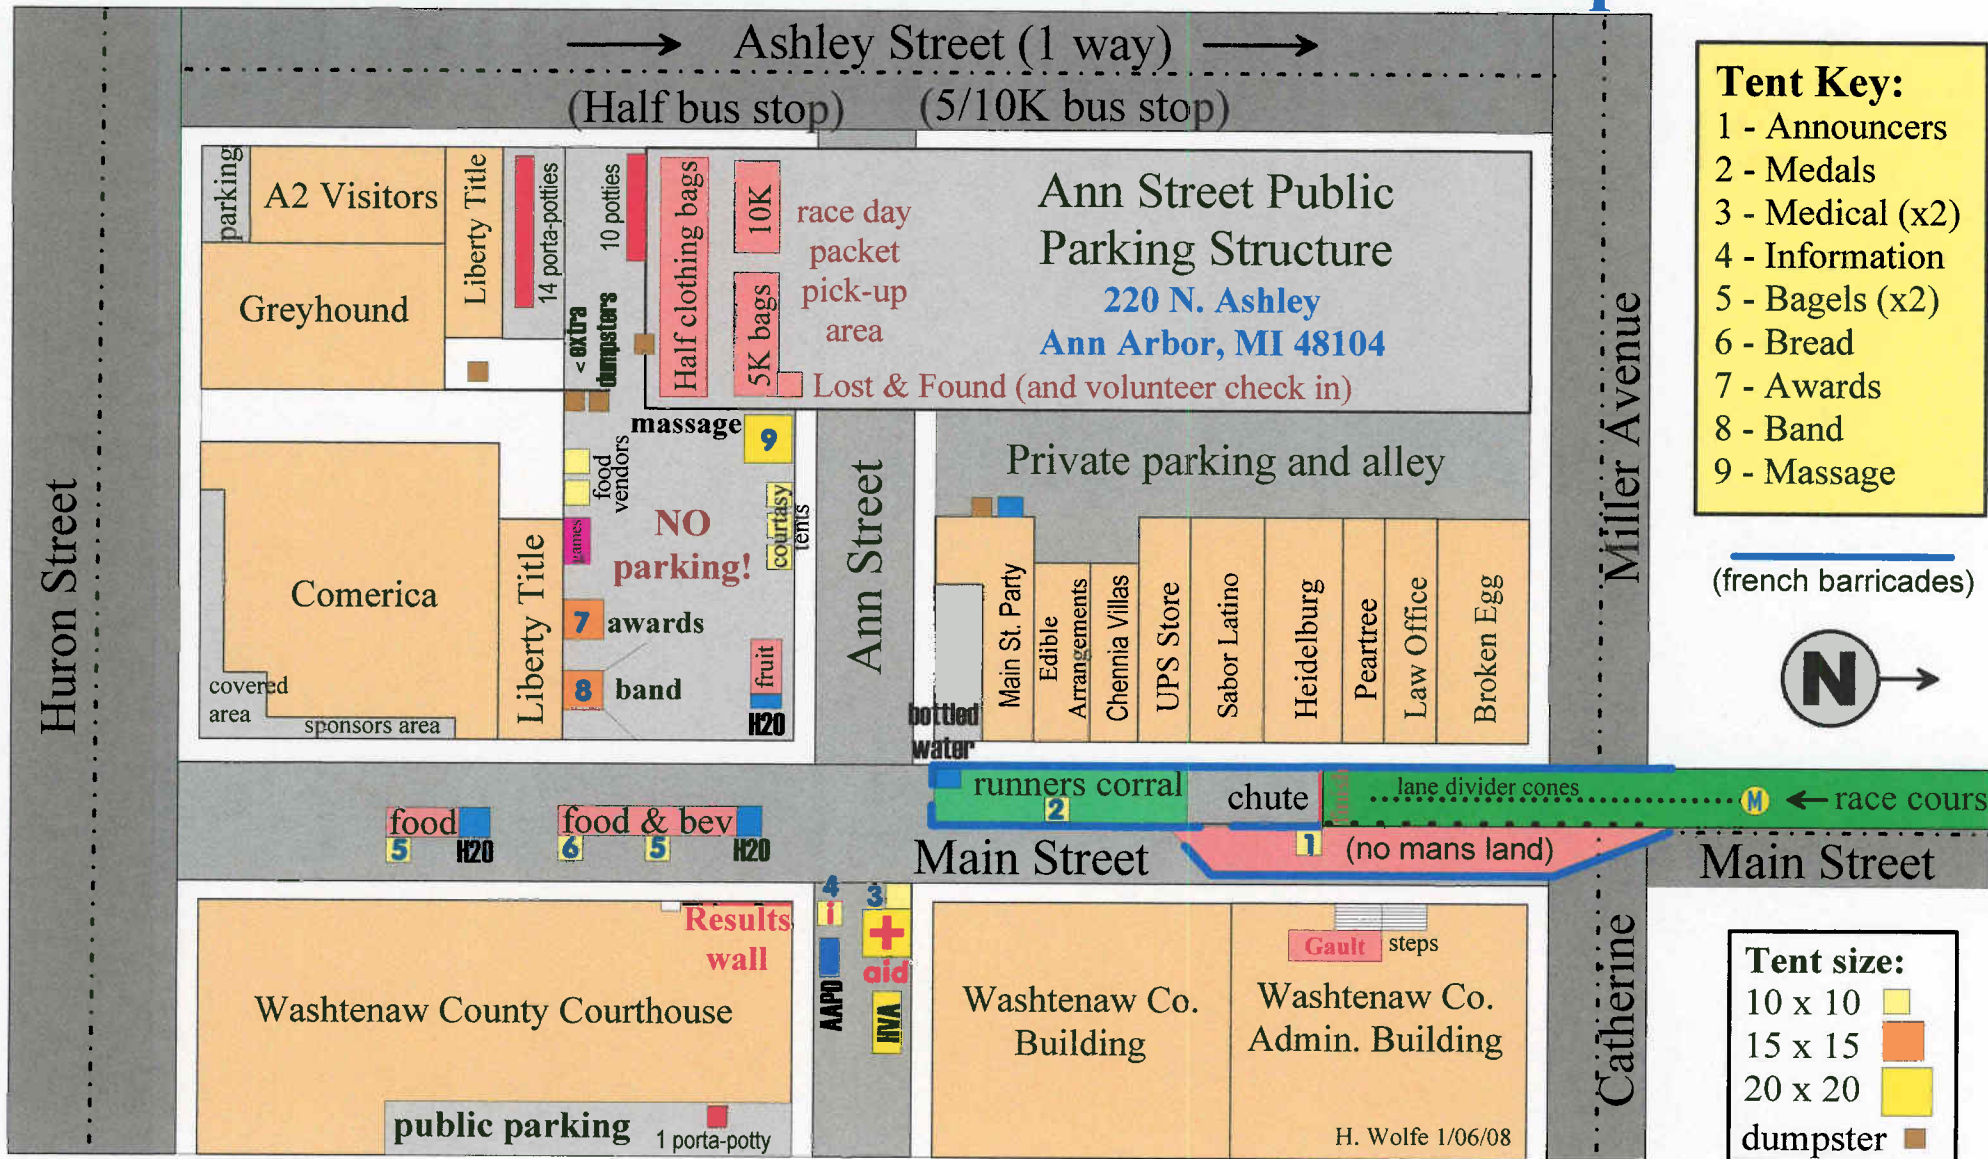 Ashley Street (1 way)
(Half bus stop)
(5/10K bus stop)
Tent Key:
1 - Announcers
2 - Medals
3 - Medical (x2)
4 - Information
5 - Bagels (x2)
6 - Bread
7 - Awards
8 - Band
9 - Massage
(french barricades)
N
Huron Street
parking
A2 Visitors
Greyhound
Liberty Title
14 porta-potties
10 potties
< extra
dumpsters
Half clothing bags
10K
5K bags
race day
packet
pick-up
area
Lost & Found (and volunteer check in)
Ann Street Public
Parking Structure
220 N. Ashley
Ann Arbor, MI 48104
Miller Avenue
massage
9
food
vendors
games
NO
parking!
courtasy
tents
Comerica
Liberty Title
covered
area
sponsors area
7
awards
8
band
fruit
H20
Ann Street
Private parking and alley
Main St. Party
Edible
Arrangements
Chennia Villas
UPS Store
Sabor Latino
Heidelburg
Peartree
Law Office
Broken Egg
bottled
water
runners corral
2
chute
finish
lane divider cones
M
race cours
food
5
H20
food & bev
6
5
H20
Main Street
1
(no mans land)
Main Street
Results
wall
Washtenaw County Courthouse
public parking
1 porta-potty
4
i
AAPD
3
aid
HVA
Washtenaw Co.
Building
Gault
steps
Washtenaw Co.
Admin. Building
H. Wolfe 1/06/08
Catherine
Tent size:
10 x 10
15 x 15
20 x 20
dumpster